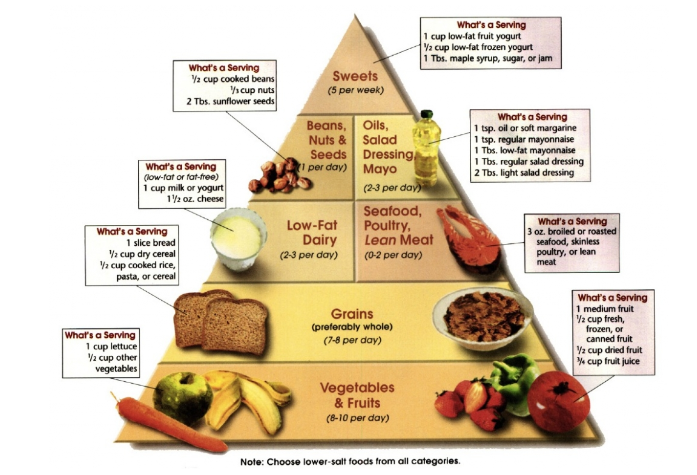 What's a Serving
1 cup low-fat fruit yogurt
1/2 cup low-fat frozen yogurt
1 Tbs. maple syrup, sugar, or jam
Sweets
(5 per week)
What's a Serving
1/2 cup cooked beans
1/3 cup nuts
2 Tbs. sunflower seeds
Beans,
Nuts &
Seeds
(1 per day)
Oils,
Salad
Dressing,
Mayo
(2-3 per day)
What's a Serving
1 tsp. oil or soft margarine
1 tsp. regular mayonnaise
1 Tbs. low-fat mayonnaise
1 Tbs. regular salad dressing
2 Tbs. light salad dressing
What's a Serving
(low-fat or fat-free)
1 cup milk or yogurt
1 1/2 oz. cheese
Low-Fat
Dairy
(2-3 per day)
Seafood,
Poultry,
Lean Meat
(0-2 per day)
What's a Serving
3 oz. broiled or roasted
seafood, skinless
poultry, or lean
meat
What's a Serving
1 slice bread
1/2 cup dry cereal
1/2 cup cooked rice,
pasta, or cereal
Grains
(preferably whole)
(7-8 per day)
What's a Serving
1 medium fruit
1/2 cup fresh,
frozen, or
canned fruit
1/2 cup dried fruit
3/4 cup fruit juice
What's a Serving
1 cup lettuce
1/2 cup other
vegetables
Vegetables
& Fruits
(8-10 per day)
Note: Choose lower-salt foods from all categories.